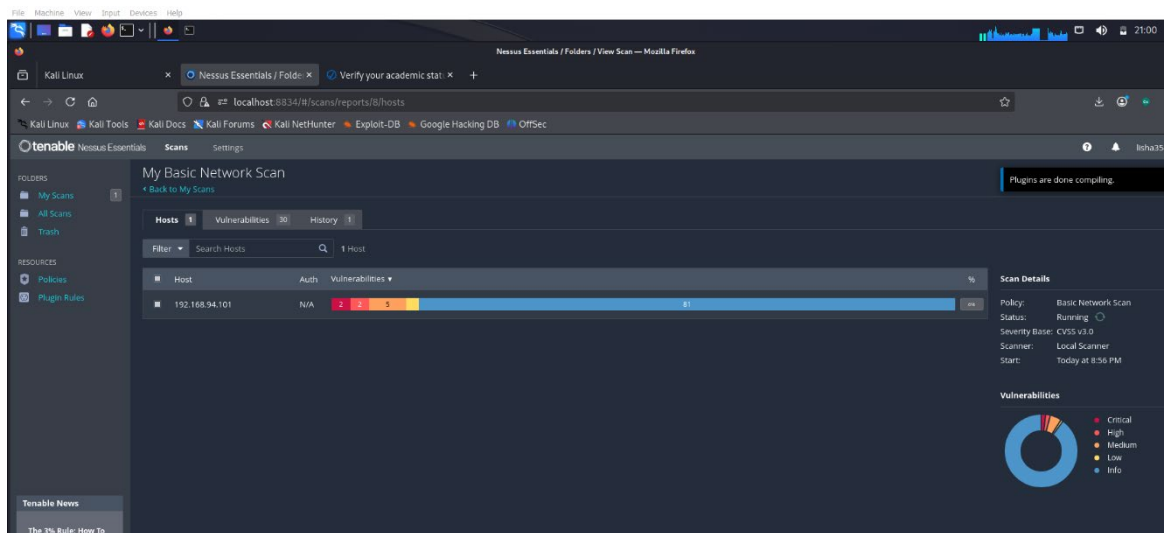 File Machine View Input Devices Help
21:00
Nessus Essentials / Folders / View Scan — Mozilla Firefox
Kali Linux × Nessus Essentials / Folde × Verify your academic stat × +
localhost:8834/#/scans/reports/8/hosts
Kali Linux Kali Tools Kali Docs Kali Forums Kali NetHunter Exploit-DB Google Hacking DB OffSec
tenable Nessus Essentials Scans Settings lisha35
FOLDERS
My Scans 1
All Scans
Trash
RESOURCES
Policies
Plugin Rules
My Basic Network Scan
Back to My Scans
Plugins are done compiling.
Hosts 1 Vulnerabilities 30 History 1
Filter Search Hosts 1 Host
Host Auth Vulnerabilities %
192.168.94.101 N/A 2 2 5 81
Scan Details
Policy: Basic Network Scan
Status: Running
Severity Base: CVSS v3.0
Scanner: Local Scanner
Start: Today at 8:56 PM
Vulnerabilities
Critical
High
Medium
Low
Info
Tenable News
The 3% Rule: How To